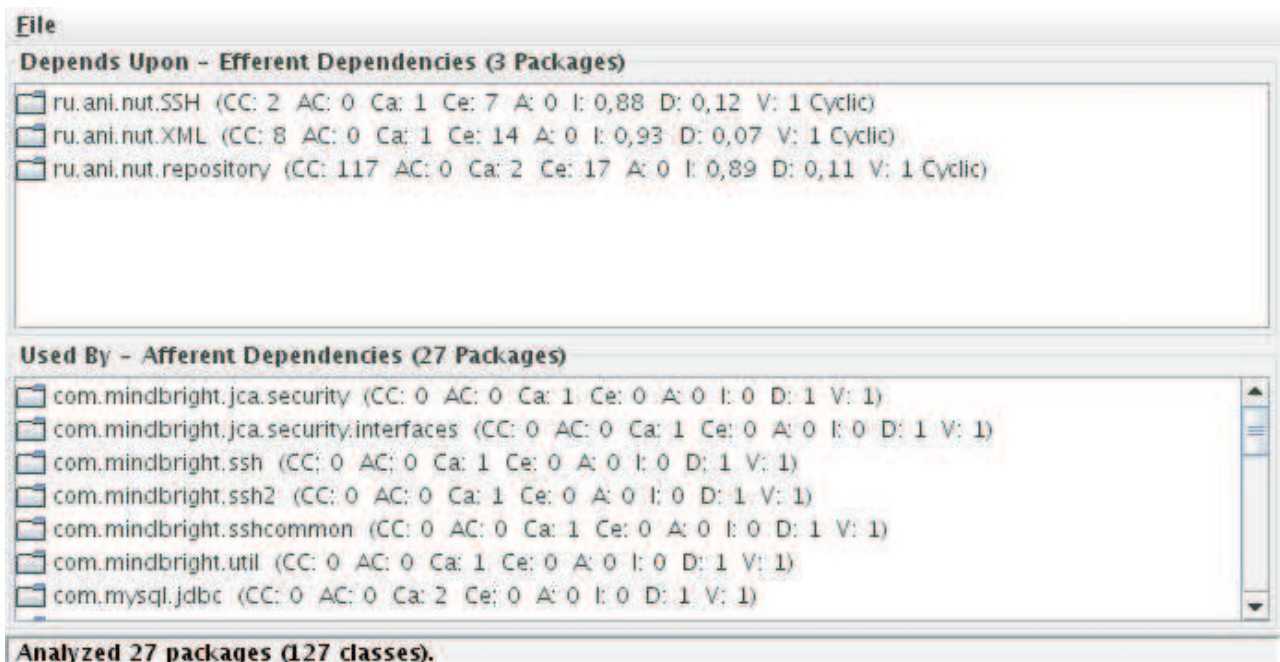 File
Depends Upon - Efferent Dependencies (3 Packages)
ru.ani.nut.SSH (CC: 2 AC: 0 Ca: 1 Ce: 7 A: 0 I: 0,88 D: 0,12 V: 1 Cyclic)
ru.ani.nut.XML (CC: 8 AC: 0 Ca: 1 Ce: 14 A: 0 I: 0,93 D: 0,07 V: 1 Cyclic)
ru.ani.nut.repository (CC: 117 AC: 0 Ca: 2 Ce: 17 A: 0 I: 0,89 D: 0,11 V: 1 Cyclic)
Used By - Afferent Dependencies (27 Packages)
com.mindbright.jca.security (CC: 0 AC: 0 Ca: 1 Ce: 0 A: 0 I: 0 D: 1 V: 1)
com.mindbright.jca.security.interfaces (CC: 0 AC: 0 Ca: 1 Ce: 0 A: 0 I: 0 D: 1 V: 1)
com.mindbright.ssh (CC: 0 AC: 0 Ca: 1 Ce: 0 A: 0 I: 0 D: 1 V: 1)
com.mindbright.ssh2 (CC: 0 AC: 0 Ca: 1 Ce: 0 A: 0 I: 0 D: 1 V: 1)
com.mindbright.sshcommon (CC: 0 AC: 0 Ca: 1 Ce: 0 A: 0 I: 0 D: 1 V: 1)
com.mindbright.util (CC: 0 AC: 0 Ca: 1 Ce: 0 A: 0 I: 0 D: 1 V: 1)
com.mysql.jdbc (CC: 0 AC: 0 Ca: 2 Ce: 0 A: 0 I: 0 D: 1 V: 1)
Analyzed 27 packages (127 classes).